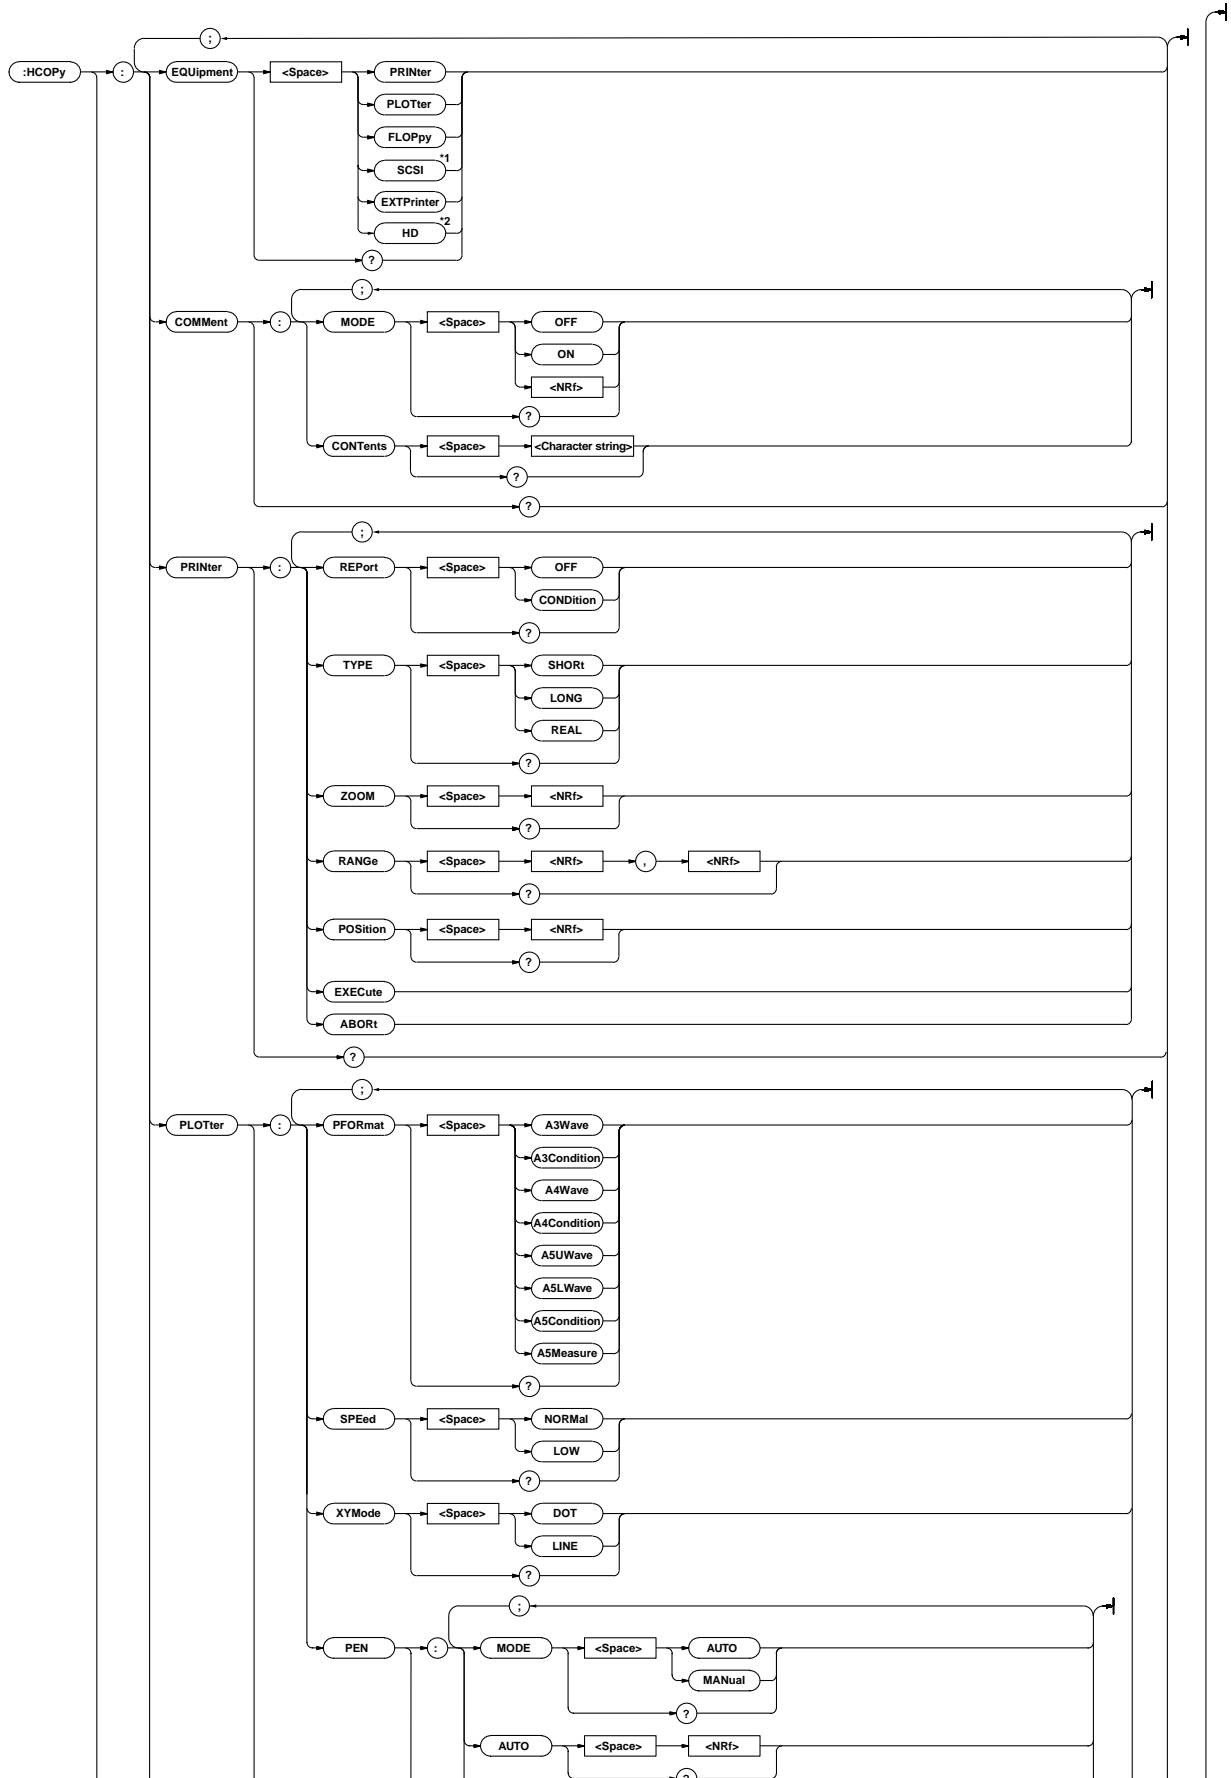 ;
:HCOPy : EQUipment <Space> PRINter
PLOTter
FLOPpy
SCSI *1
EXTPrinter
HD *2
?
;
COMMent : MODE <Space> OFF
ON
<NRf>
?
CONTents <Space> <Character string>
?
?
;
PRINter : REPort <Space> OFF
CONDition
?
TYPE <Space> SHORt
LONG
REAL
?
ZOOM <Space> <NRf>
?
RANGe <Space> <NRf> , <NRf>
?
POSition <Space> <NRf>
?
EXECute
ABORt
?
;
PLOTter : PFORmat <Space> A3Wave
A3Condition
A4Wave
A4Condition
A5UWave
A5LWave
A5Condition
A5Measure
?
SPEed <Space> NORMal
LOW
?
XYMode <Space> DOT
LINE
?
;
PEN : MODE <Space> AUTO
MANual
?
AUTO <Space> <NRf>
?